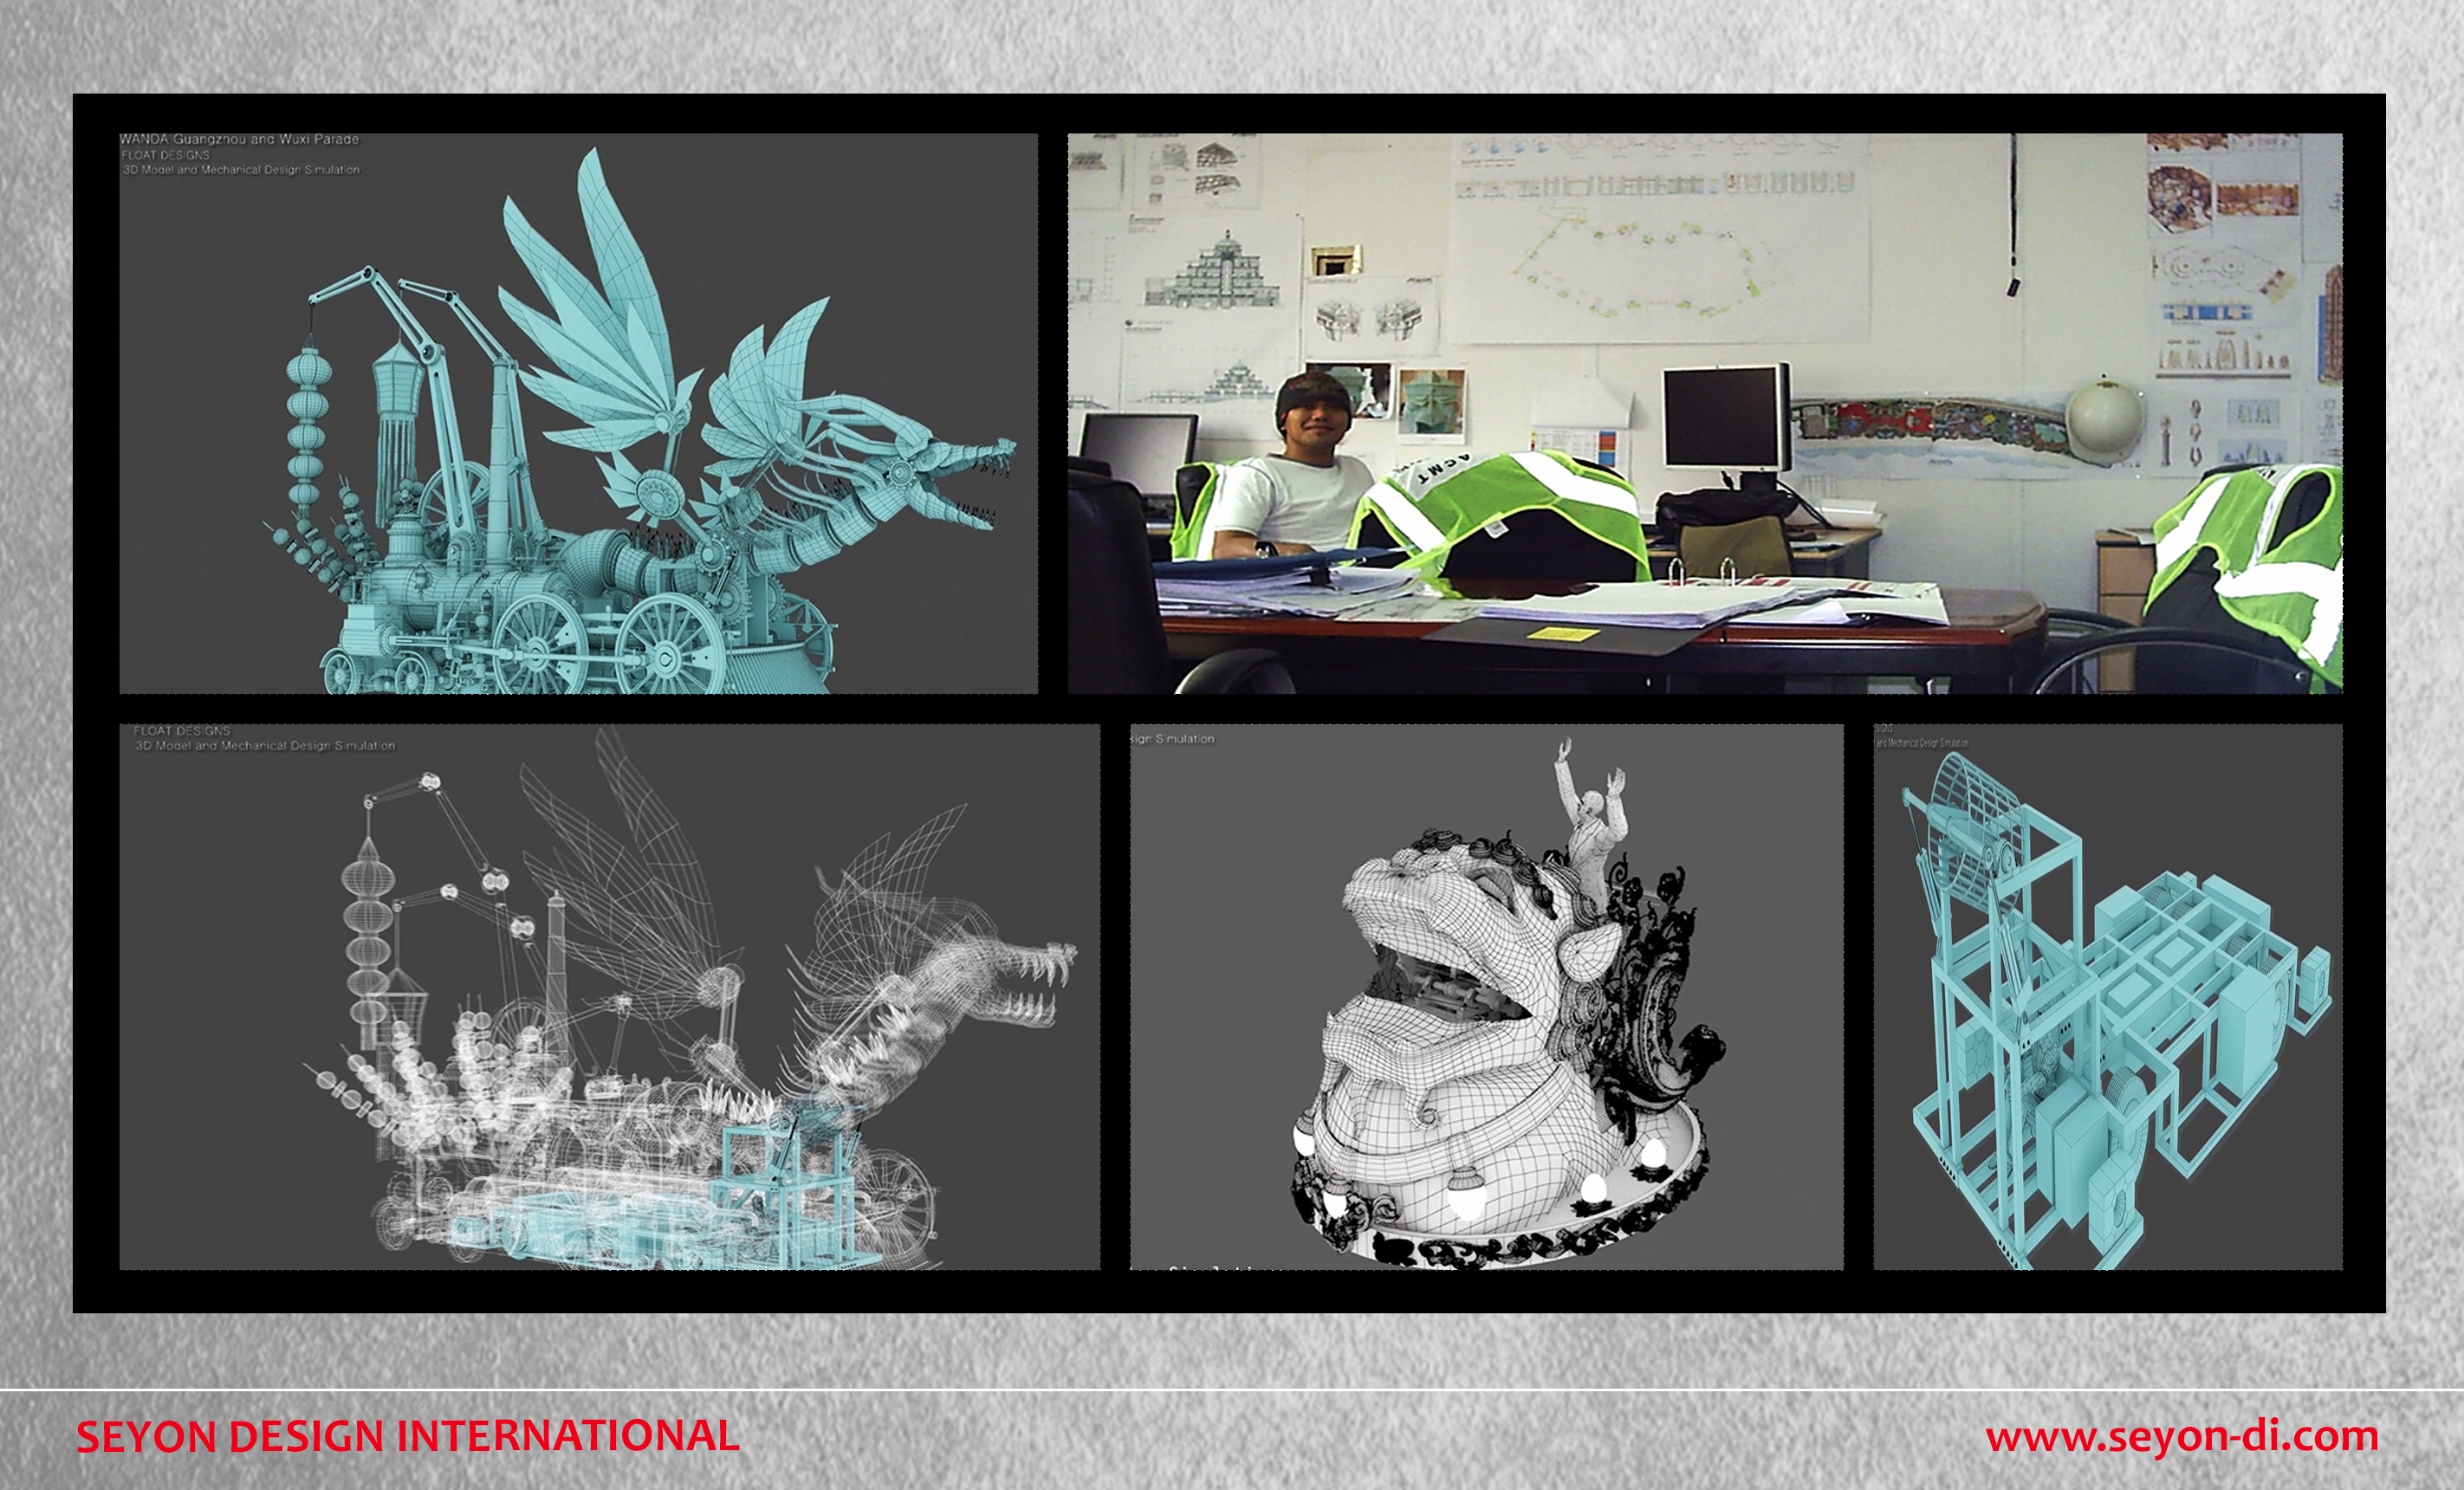 WANDA Guangzhou and Wuxi Parade
FLOAT DESIGNS
3D Model and Mechanical Design Simulation
ACMT
FLOAT DESIGNS
3D Model and Mechanical Design Simulation
sign Simulation
SIGNS
and Mechanical Design Simulation
SEYON DESIGN INTERNATIONAL
www.seyon-di.com